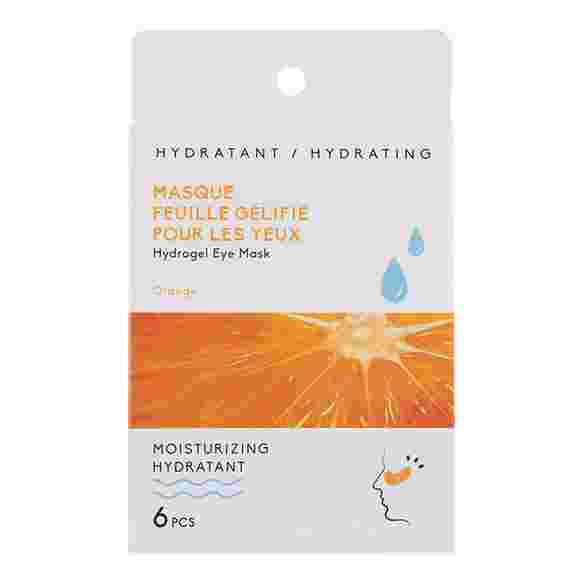 HYDRATANT / HYDRATING
MASQUE
FEUILLE GÉLIFIÉ
POUR LES YEUX
Hydrogel Eye Mask
Orange
MOISTURIZING
HYDRATANT
6 PCS